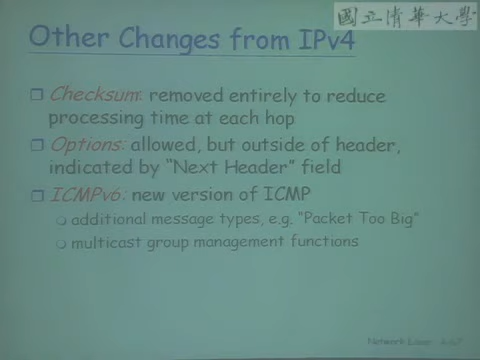 國立清華大學
Other Changes from IPv4
Checksum: removed entirely to reduce
processing time at each hop
Options: allowed, but outside of header,
indicated by “Next Header” field
ICMPv6: new version of ICMP
additional message types, e.g. “Packet Too Big”
multicast group management functions
Network Layer